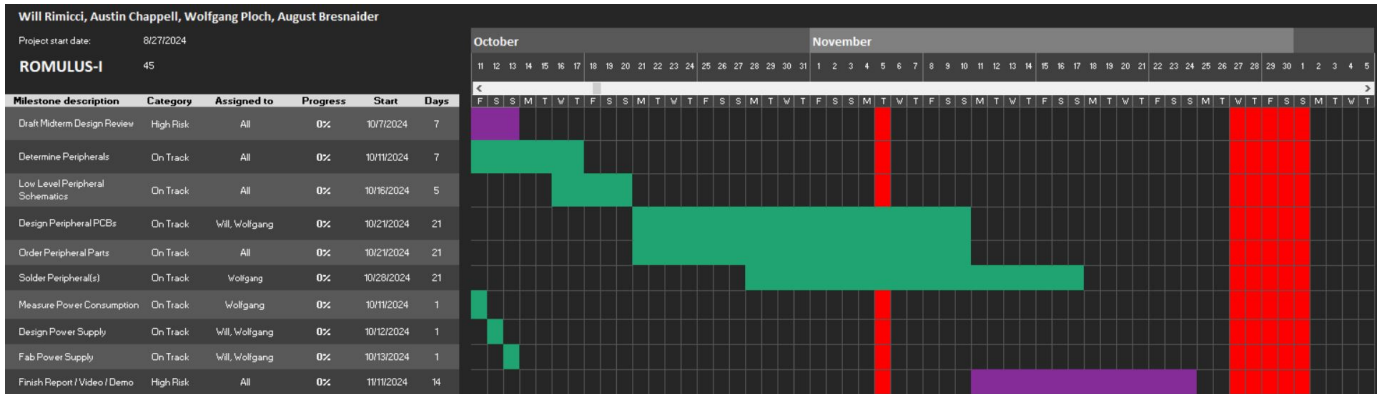 Will Rimicci, Austin Chappell, Wolfgang Ploch, August Bresnaider
Project start date: 8/27/2024
October November
ROMULUS-I 45
11 12 13 14 15 16 17 18 19 20 21 22 23 24 25 26 27 28 29 30 31 1 2 3 4 5 6 7 8 9 10 11 12 13 14 15 16 17 18 19 20 21 22 23 24 25 26 27 28 29 30 1 2 3 4 5
Milestone description Category Assigned to Progress Start Days F S S M T W T F S S M T W T F S S M T W T F S S M T W T F S S M T W T F S S M T W T F S S M T W T F S S M T W T
Draft Midterm Design Review High Risk All 0% 10/7/2024 7
Determine Peripherals On Track All 0% 10/11/2024 7
Low Level Peripheral
Schematics On Track All 0% 10/16/2024 5
Design Peripheral PCBs On Track Will, Wolfgang 0% 10/21/2024 21
Order Peripheral Parts On Track All 0% 10/21/2024 21
Solder Peripheral(s) On Track Wolfgang 0% 10/28/2024 21
Measure Power Consumption On Track Wolfgang 0% 10/11/2024 1
Design Power Supply On Track Will, Wolfgang 0% 10/12/2024 1
Fab Power Supply On Track Will, Wolfgang 0% 10/13/2024 1
Finish Report / Video / Demo High Risk All 0% 11/11/2024 14